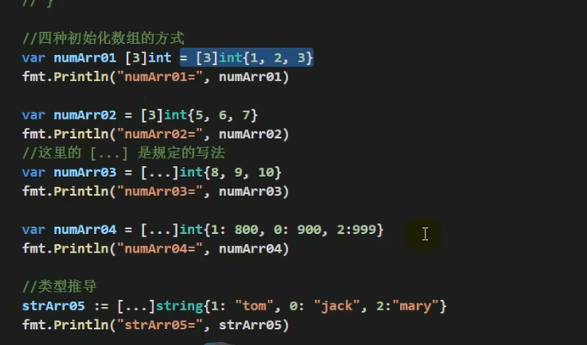 // }
//四种初始化数组的方式
var numArr01 [3]int = [3]int{1, 2, 3}
fmt.Println("numArr01=", numArr01)
var numArr02 = [3]int{5, 6, 7}
fmt.Println("numArr02=", numArr02)
//这里的 [...] 是规定的写法
var numArr03 = [...]int{8, 9, 10}
fmt.Println("numArr03=", numArr03)
var numArr04 = [...]int{1: 800, 0: 900, 2:999}
fmt.Println("numArr04=", numArr04)
//类型推导
strArr05 := [...]string{1: "tom", 0: "jack", 2:"mary"}
fmt.Println("strArr05=", strArr05)